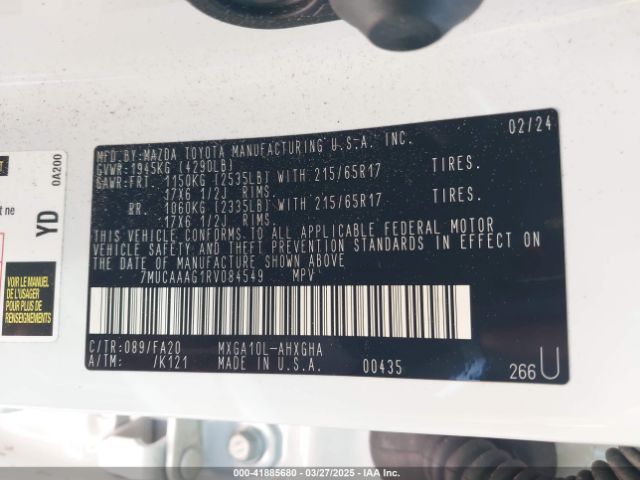 MFD.BY:MAZDA TOYOTA MANUFACTURING U.S.A. INC. 02/24
GVWR:1945KG (4290LB)
GAWR:FRT. 1150KG (2535LB) WITH 215/65R17 TIRES.
17X6 1/2J RIMS
RR. 1060KG (2335LB) WITH 215/65R17 TIRES.
17X6 1/2J RIMS
THIS VEHICLE CONFORMS TO ALL APPLICABLE FEDERAL MOTOR
VEHICLE SAFETY AND THEFT PREVENTION STANDARDS IN EFFECT ON
THE DATE OF MANUFACTURE SHOWN ABOVE.
7MUCAAAG1RV084549 MPV
C/TR:089/FA20 MXGA10L-AHXGHA
A/TM: /K121 MADE IN U.S.A. 00435
266U
0A200
YD
t ne
LE MANUEL
DE L'USAGER
POUR PLUS DE
RENSEIGNEMENTS
000-41885680 - 03/27/2025 - IAA, LLC